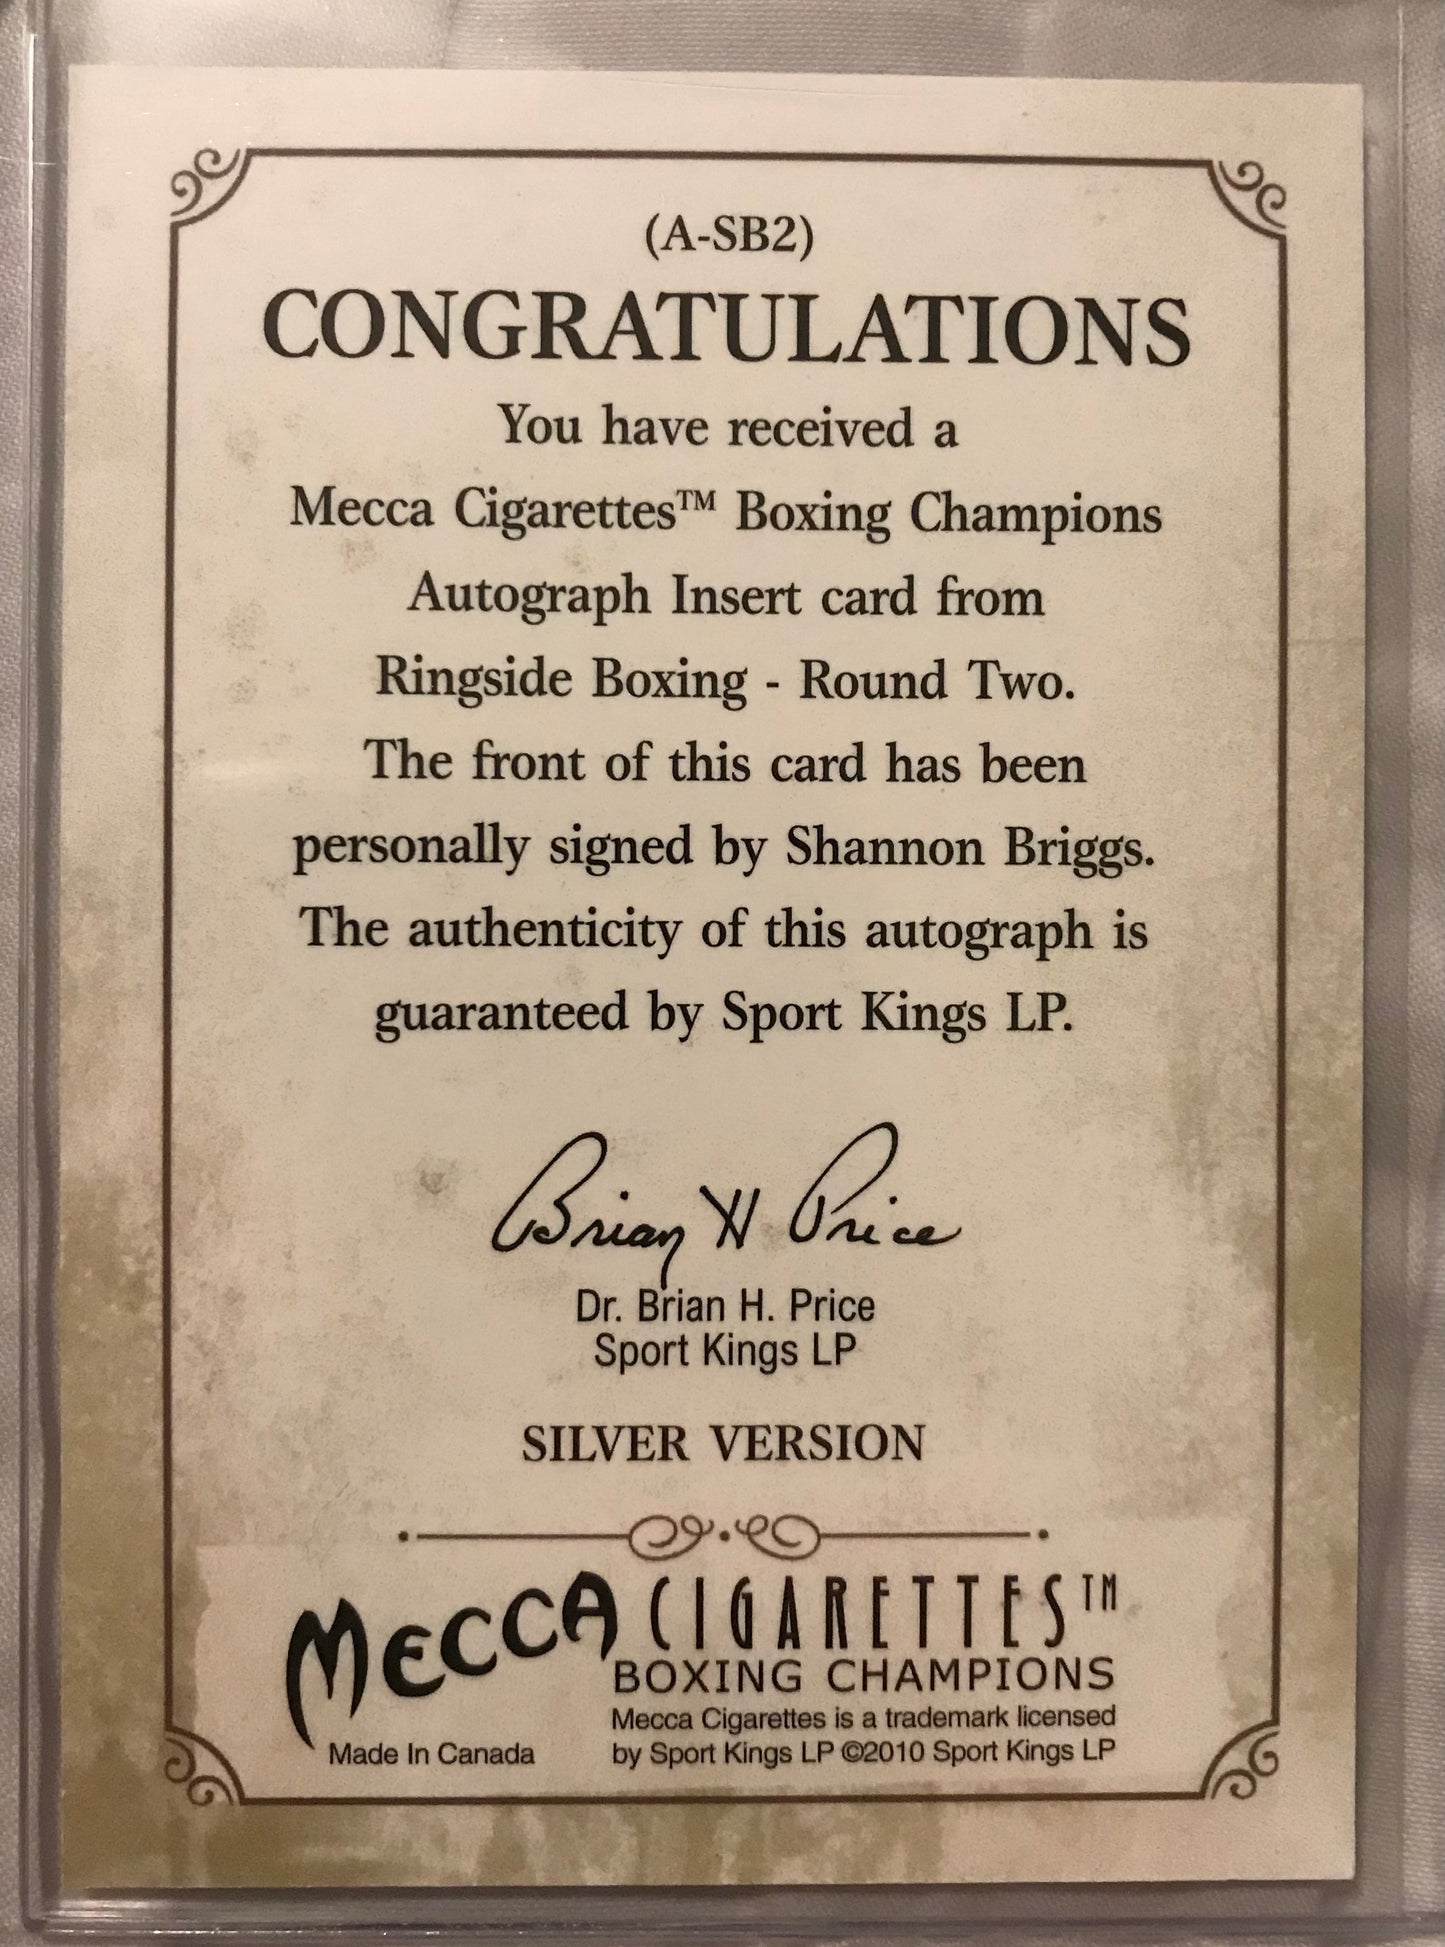 (A-SB2)
CONGRATULATIONS
You have received a
Mecca Cigarettes™ Boxing Champions
Autograph Insert card from
Ringside Boxing - Round Two.
The front of this card has been
personally signed by Shannon Briggs.
The authenticity of this autograph is
guaranteed by Sport Kings LP.
Brian H Price
Dr. Brian H. Price
Sport Kings LP
SILVER VERSION
MECCA CIGARETTES™
BOXING CHAMPIONS
Mecca Cigarettes is a trademark licensed
Made In Canada by Sport Kings LP ©2010 Sport Kings LP